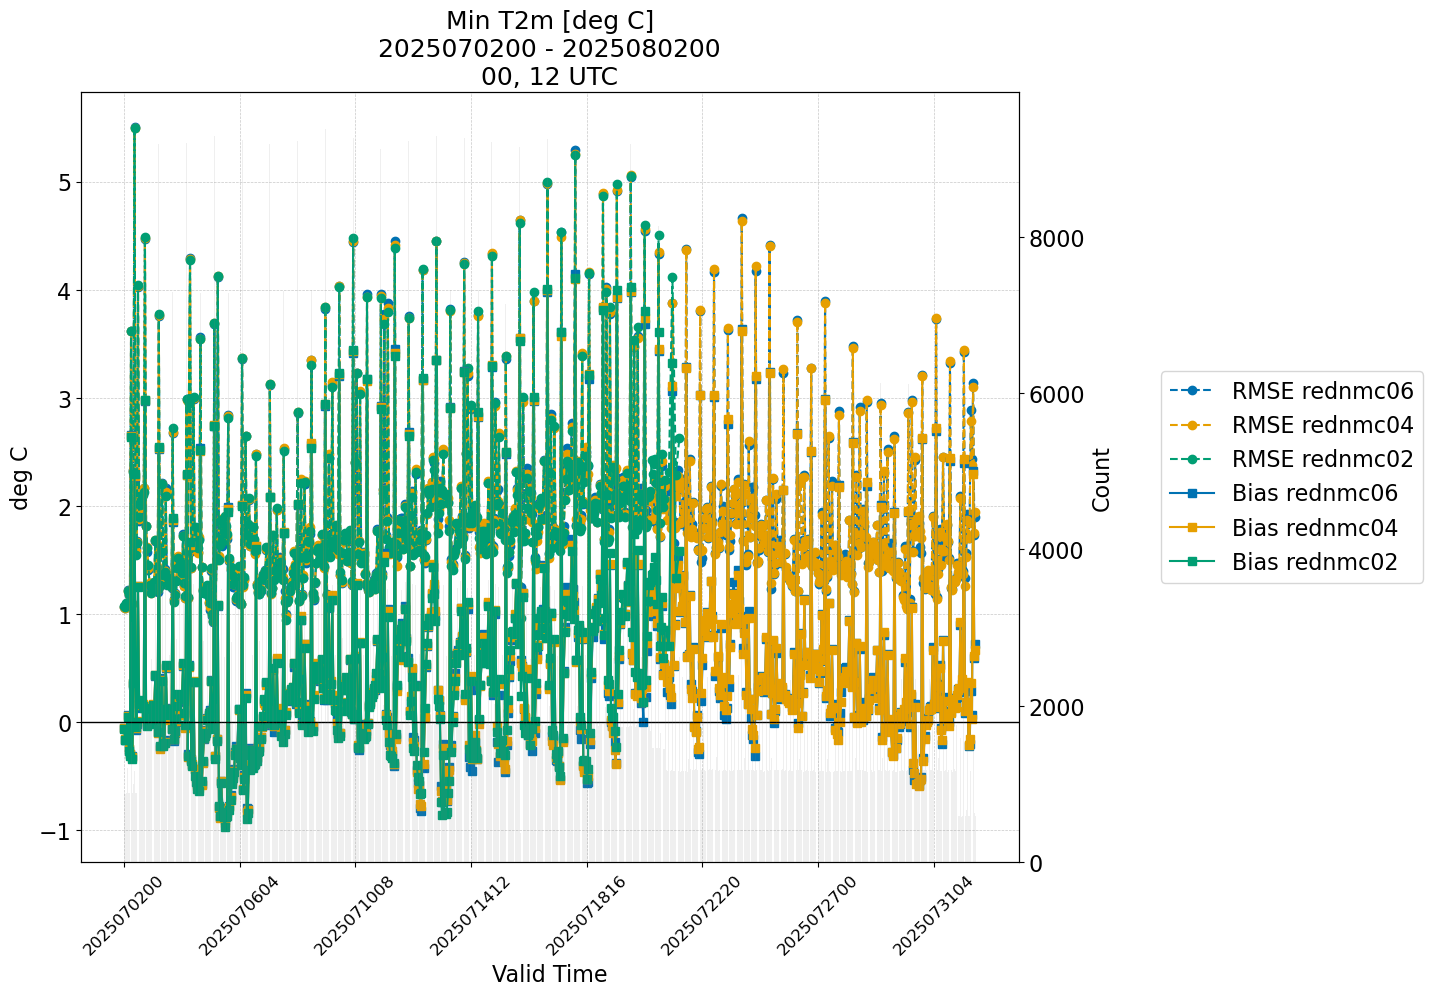 Min T2m [deg C]
2025070200 - 2025080200
00, 12 UTC
5
4
3
2
1
0
−1
deg C
8000
6000
4000
2000
0
Count
2025070200
2025070604
2025071008
2025071412
2025071816
2025072220
2025072700
2025073104
Valid Time
RMSE rednmc06
RMSE rednmc04
RMSE rednmc02
Bias rednmc06
Bias rednmc04
Bias rednmc02